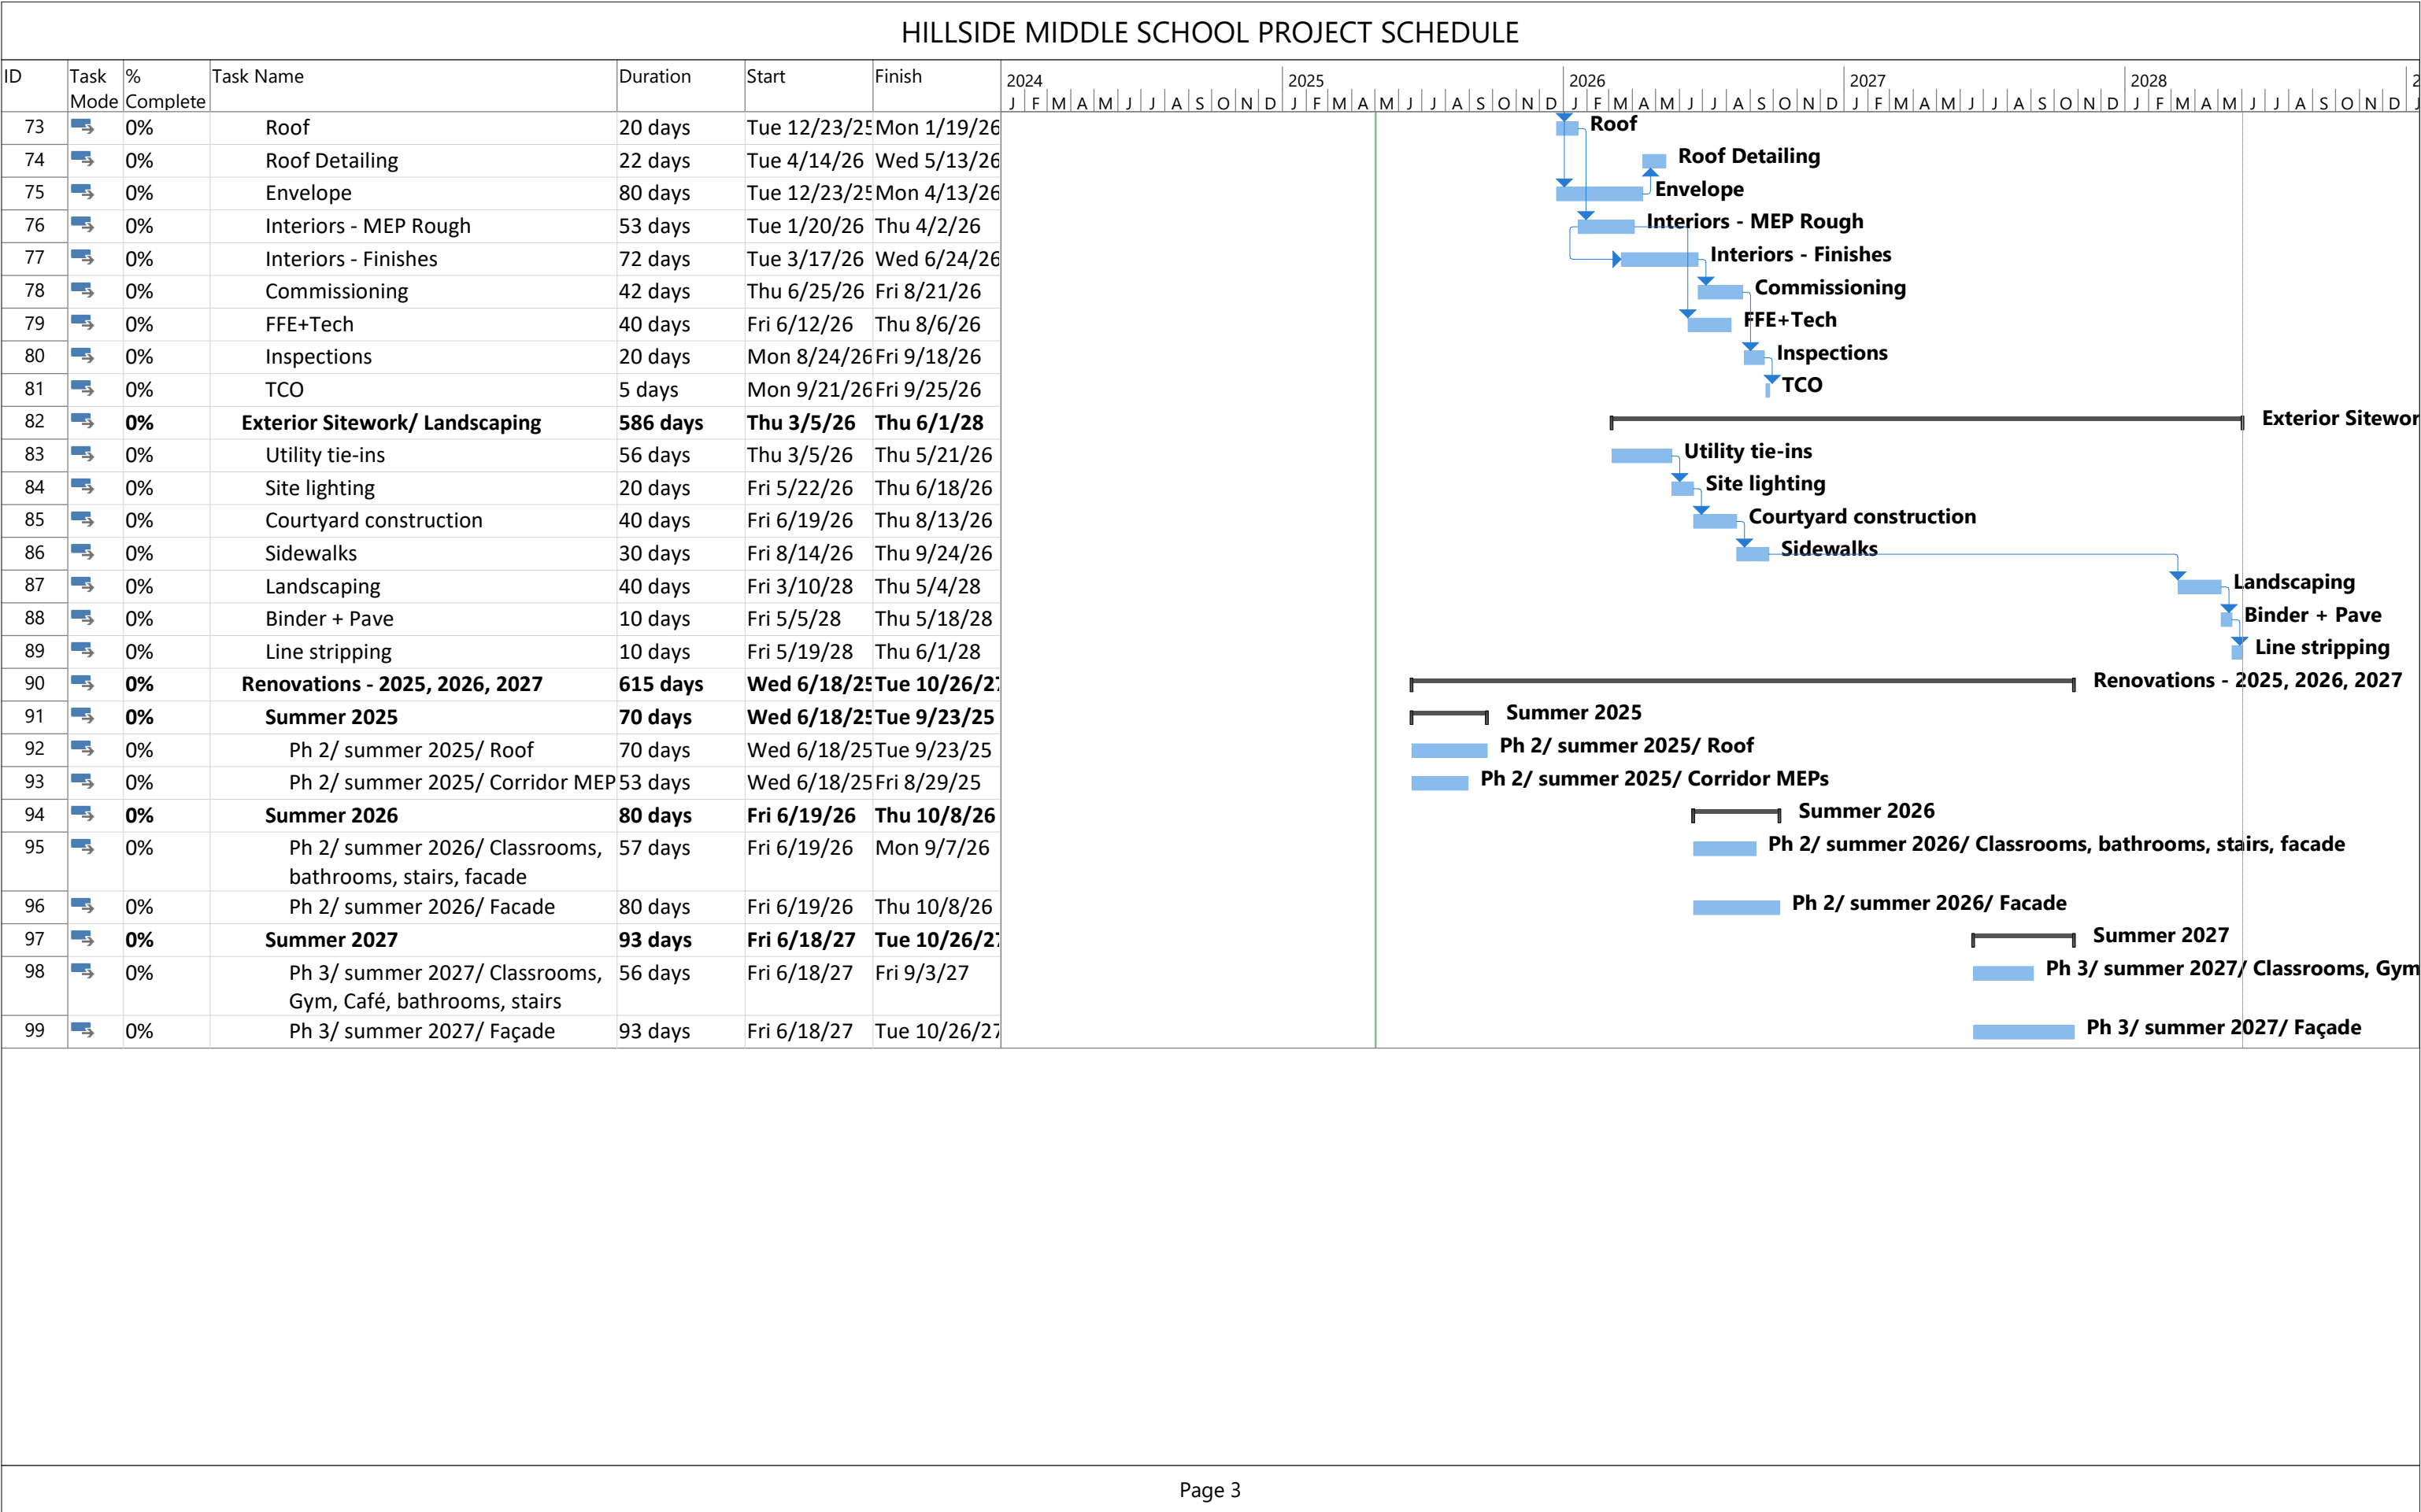 HILLSIDE MIDDLE SCHOOL PROJECT SCHEDULE
ID Task Mode % Complete Task Name Duration Start Finish
2024 2025 2026 2027 2028 2
J F M A M J J A S O N D J F M A M J J A S O N D J F M A M J J A S O N D J F M A M J J A S O N D J F M A M J J A S O N D J
73 0% Roof 20 days Tue 12/23/25 Mon 1/19/26 Roof
74 0% Roof Detailing 22 days Tue 4/14/26 Wed 5/13/26 Roof Detailing
75 0% Envelope 80 days Tue 12/23/25 Mon 4/13/26 Envelope
76 0% Interiors - MEP Rough 53 days Tue 1/20/26 Thu 4/2/26 Interiors - MEP Rough
77 0% Interiors - Finishes 72 days Tue 3/17/26 Wed 6/24/26 Interiors - Finishes
78 0% Commissioning 42 days Thu 6/25/26 Fri 8/21/26 Commissioning
79 0% FFE+Tech 40 days Fri 6/12/26 Thu 8/6/26 FFE+Tech
80 0% Inspections 20 days Mon 8/24/26 Fri 9/18/26 Inspections
81 0% TCO 5 days Mon 9/21/26 Fri 9/25/26 TCO
82 0% Exterior Sitework/ Landscaping 586 days Thu 3/5/26 Thu 6/1/28 Exterior Sitewor
83 0% Utility tie-ins 56 days Thu 3/5/26 Thu 5/21/26 Utility tie-ins
84 0% Site lighting 20 days Fri 5/22/26 Thu 6/18/26 Site lighting
85 0% Courtyard construction 40 days Fri 6/19/26 Thu 8/13/26 Courtyard construction
86 0% Sidewalks 30 days Fri 8/14/26 Thu 9/24/26 Sidewalks
87 0% Landscaping 40 days Fri 3/10/28 Thu 5/4/28 Landscaping
88 0% Binder + Pave 10 days Fri 5/5/28 Thu 5/18/28 Binder + Pave
89 0% Line stripping 10 days Fri 5/19/28 Thu 6/1/28 Line stripping
90 0% Renovations - 2025, 2026, 2027 615 days Wed 6/18/25 Tue 10/26/27 Renovations - 2025, 2026, 2027
91 0% Summer 2025 70 days Wed 6/18/25 Tue 9/23/25 Summer 2025
92 0% Ph 2/ summer 2025/ Roof 70 days Wed 6/18/25 Tue 9/23/25 Ph 2/ summer 2025/ Roof
93 0% Ph 2/ summer 2025/ Corridor MEP 53 days Wed 6/18/25 Fri 8/29/25 Ph 2/ summer 2025/ Corridor MEPs
94 0% Summer 2026 80 days Fri 6/19/26 Thu 10/8/26 Summer 2026
95 0% Ph 2/ summer 2026/ Classrooms, 57 days Fri 6/19/26 Mon 9/7/26 Ph 2/ summer 2026/ Classrooms, bathrooms, stairs, facade
bathrooms, stairs, facade
96 0% Ph 2/ summer 2026/ Facade 80 days Fri 6/19/26 Thu 10/8/26 Ph 2/ summer 2026/ Facade
97 0% Summer 2027 93 days Fri 6/18/27 Tue 10/26/27 Summer 2027
98 0% Ph 3/ summer 2027/ Classrooms, 56 days Fri 6/18/27 Fri 9/3/27 Ph 3/ summer 2027/ Classrooms, Gym
Gym, Café, bathrooms, stairs
99 0% Ph 3/ summer 2027/ Façade 93 days Fri 6/18/27 Tue 10/26/27 Ph 3/ summer 2027/ Façade
Page 3